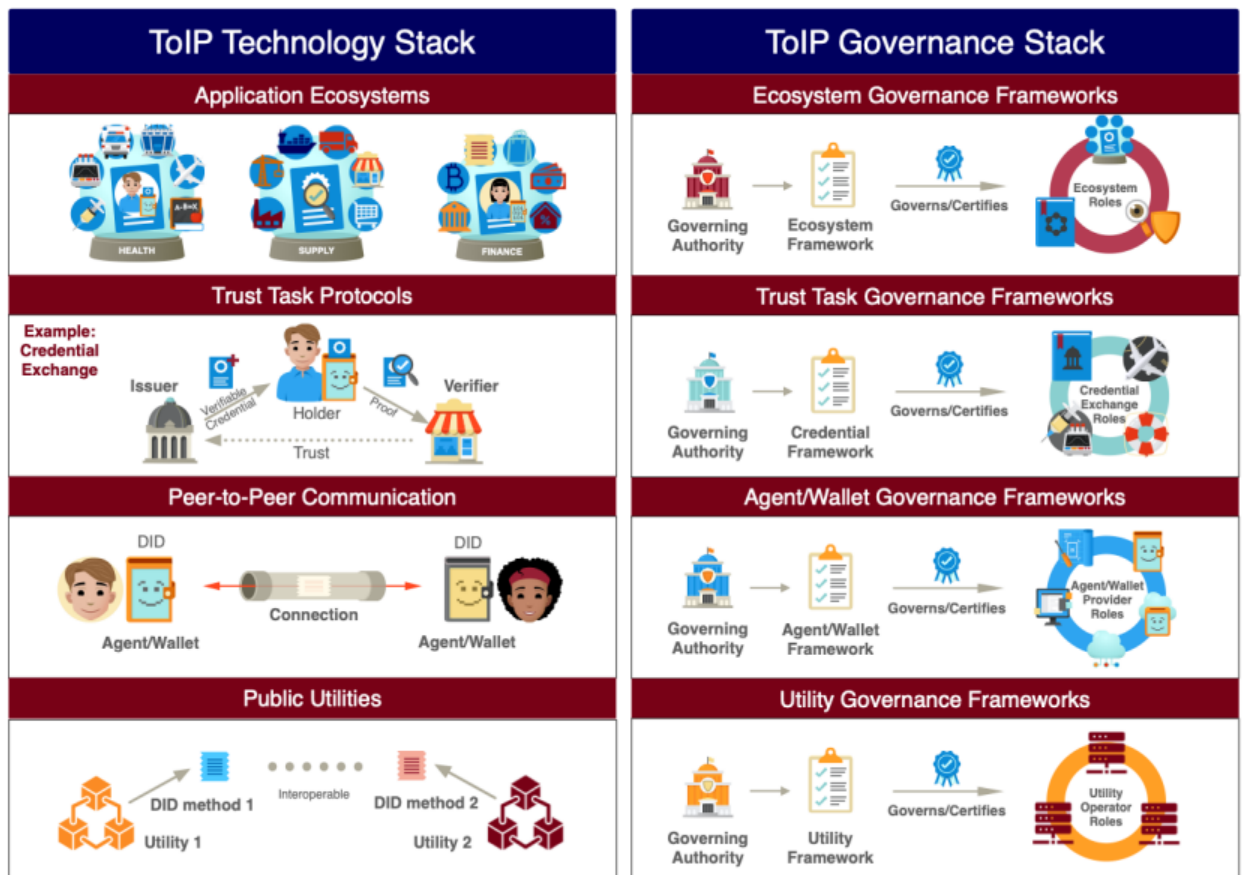 ToIP Technology Stack
Application Ecosystems
A-B=X
HEALTH
SUPPLY
FINANCE
Trust Task Protocols
Example:
Credential
Exchange
Issuer
Verifiable
Credential
Holder
Proof
Verifier
Trust
Peer-to-Peer Communication
DID
DID
Connection
Agent/Wallet
Agent/Wallet
Public Utilities
DID method 1
Interoperable
DID method 2
Utility 1
Utility 2
ToIP Governance Stack
Ecosystem Governance Frameworks
Governing
Authority
Ecosystem
Framework
Governs/Certifies
Ecosystem
Roles
Trust Task Governance Frameworks
Governing
Authority
Credential
Framework
Governs/Certifies
Credential
Exchange
Roles
Agent/Wallet Governance Frameworks
Governing
Authority
Agent/Wallet
Framework
Governs/Certifies
Agent/Wallet
Provider
Roles
Utility Governance Frameworks
Governing
Authority
Utility
Framework
Governs/Certifies
Utility
Operator
Roles